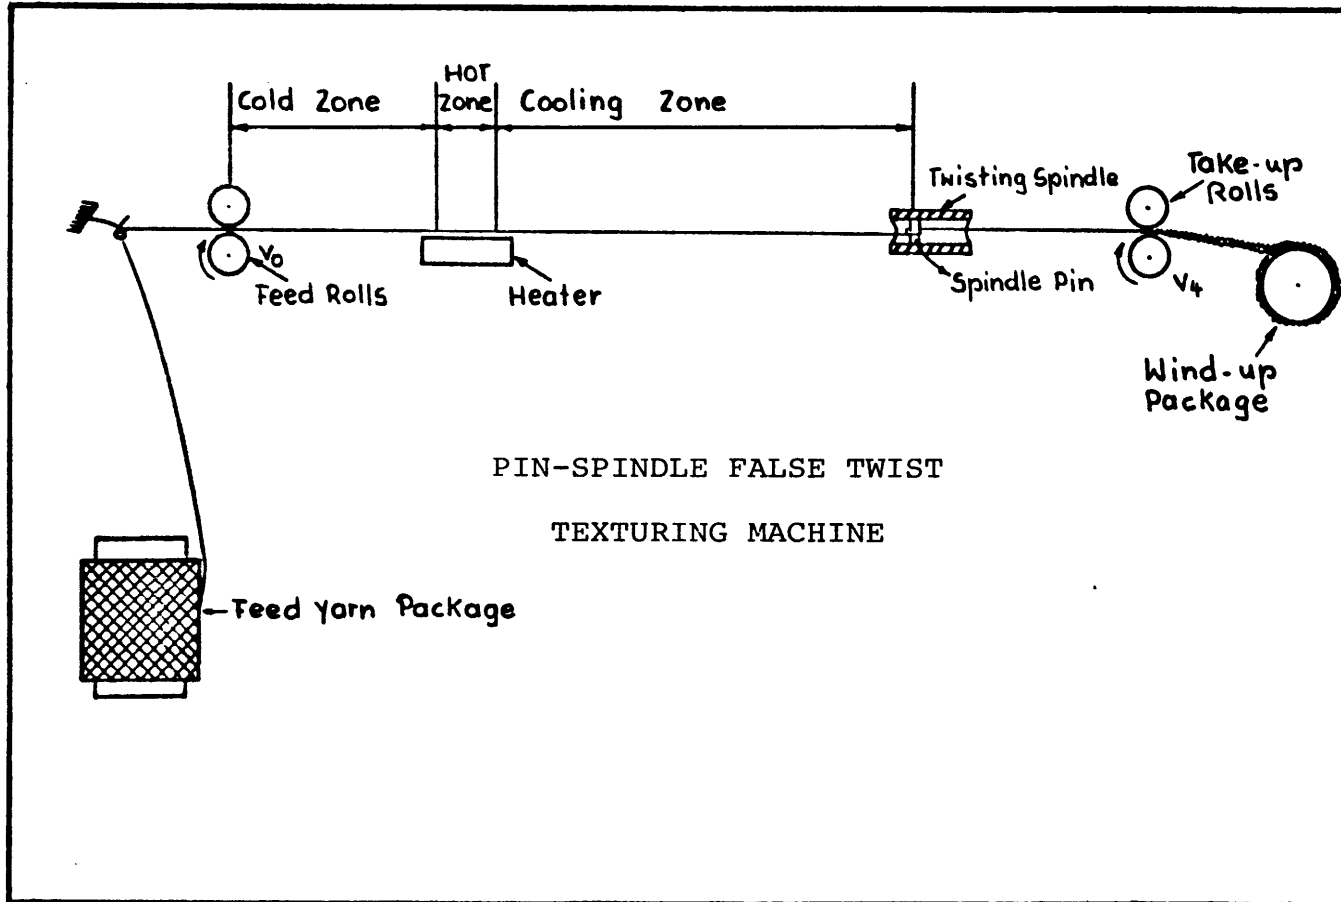 Hot
Zone
Cold Zone
Cooling Zone
Twisting Spindle
Take-up
Rolls
V0
Feed Rolls
Heater
Spindle Pin
V4
Wind-up
Package
PIN-SPINDLE FALSE TWIST
TEXTURING MACHINE
Feed Yarn Package